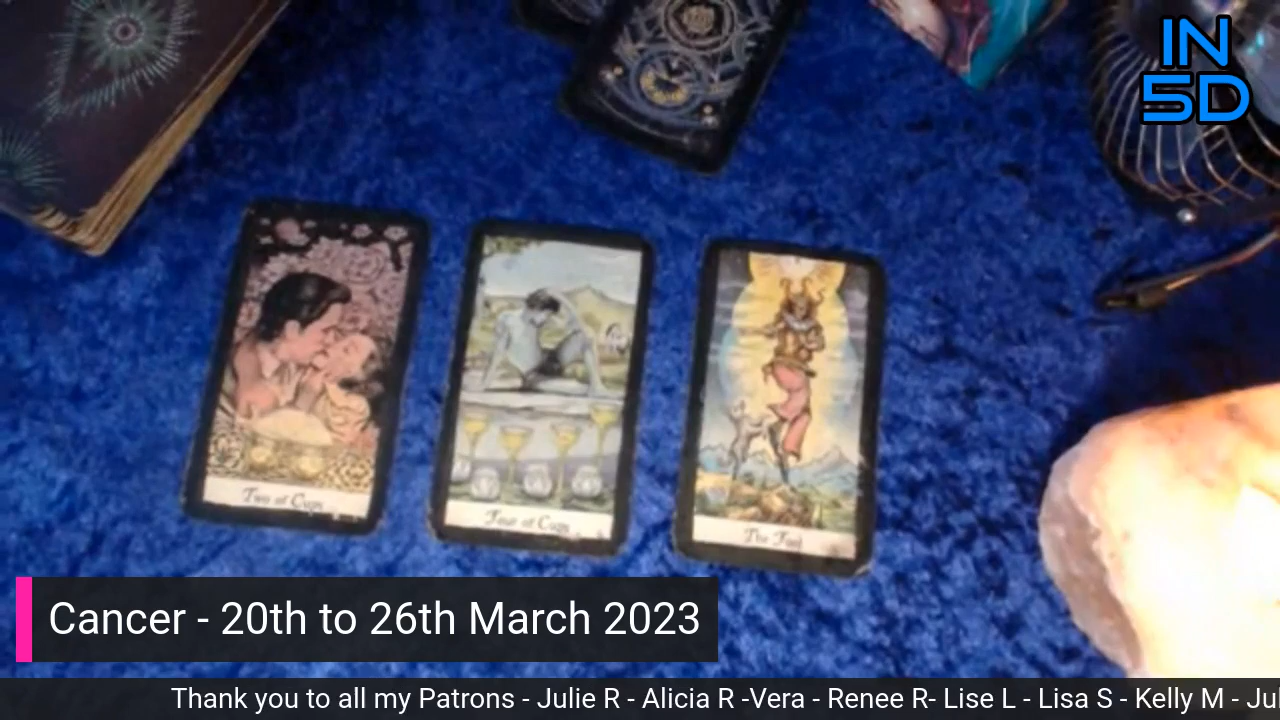 IN
5D
Two of Cups
Four of Cups
The Fool
Cancer - 20th to 26th March 2023
Thank you to all my Patrons - Julie R - Alicia R -Vera - Renee R- Lise L - Lisa S - Kelly M - Jul